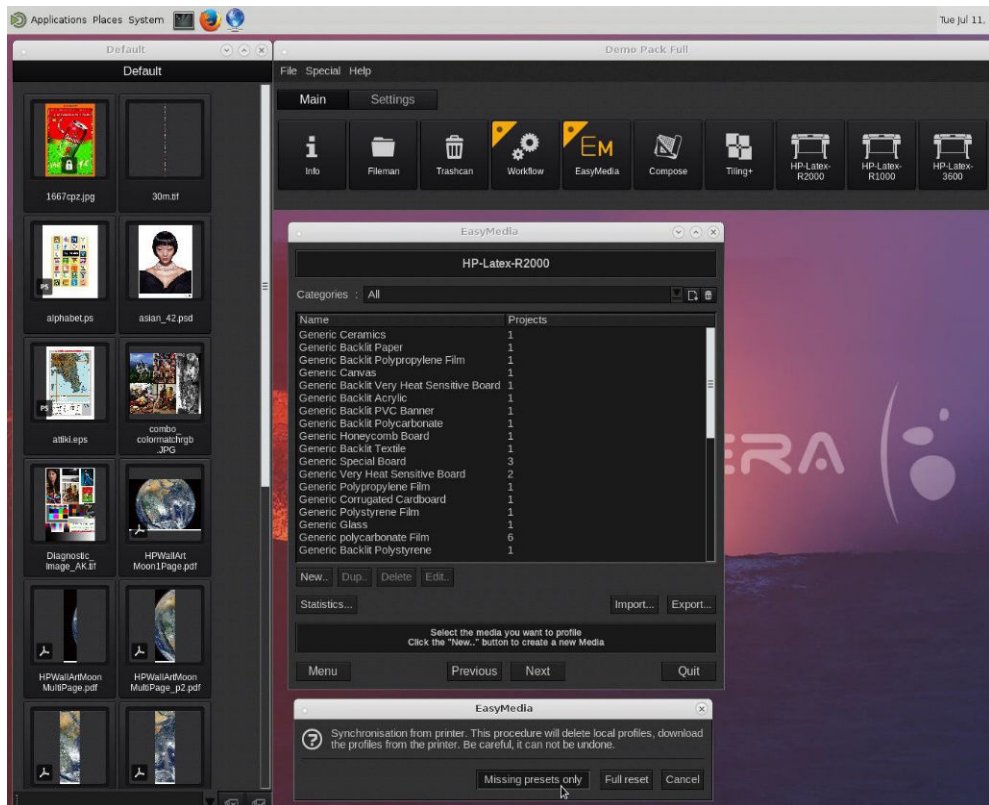 Applications Places System
Tue Jul 11,
Default
Default
1667cpz.jpg
30m.tif
PS
alphabet.ps
asian_42.psd
PS
attiki.eps
combo_
colormatchrgb
.JPG
Diagnostic_
Image_AK.tif
HPWallArt
Moon1Page.pdf
HPWallArtMoon
MultiPage.pdf
HPWallArtMoon
MultiPage_p2.pdf
Demo Pack Full
File Special Help
Main Settings
Info
Fileman
Trashcan
Workflow
EM
EasyMedia
Compose
Tiling+
HP-Latex-
R2000
HP-Latex-
R1000
HP-Latex-
3600
EasyMedia
HP-Latex-R2000
Categories : All
Name Projects
Generic Ceramics 1
Generic Backlit Paper 1
Generic Backlit Polypropylene Film 1
Generic Canvas 1
Generic Backlit Very Heat Sensitive Board 1
Generic Backlit Acrylic 1
Generic Backlit PVC Banner 1
Generic Backlit Polycarbonate 1
Generic Honeycomb Board 1
Generic Backlit Textile 1
Generic Special Board 3
Generic Very Heat Sensitive Board 2
Generic Polypropylene Film 1
Generic Corrugated Cardboard 1
Generic Polystyrene Film 1
Generic Glass 1
Generic polycarbonate Film 6
Generic Backlit Polystyrene 1
New.. Dup.. Delete Edit..
Statistics... Import... Export...
Select the media you want to profile
Click the "New.." button to create a new Media
Menu Previous Next Quit
ERA
EasyMedia
Synchronisation from printer. This procedure will delete local profiles, download
the profiles from the printer. Be careful, it can not be undone.
Missing presets only Full reset Cancel